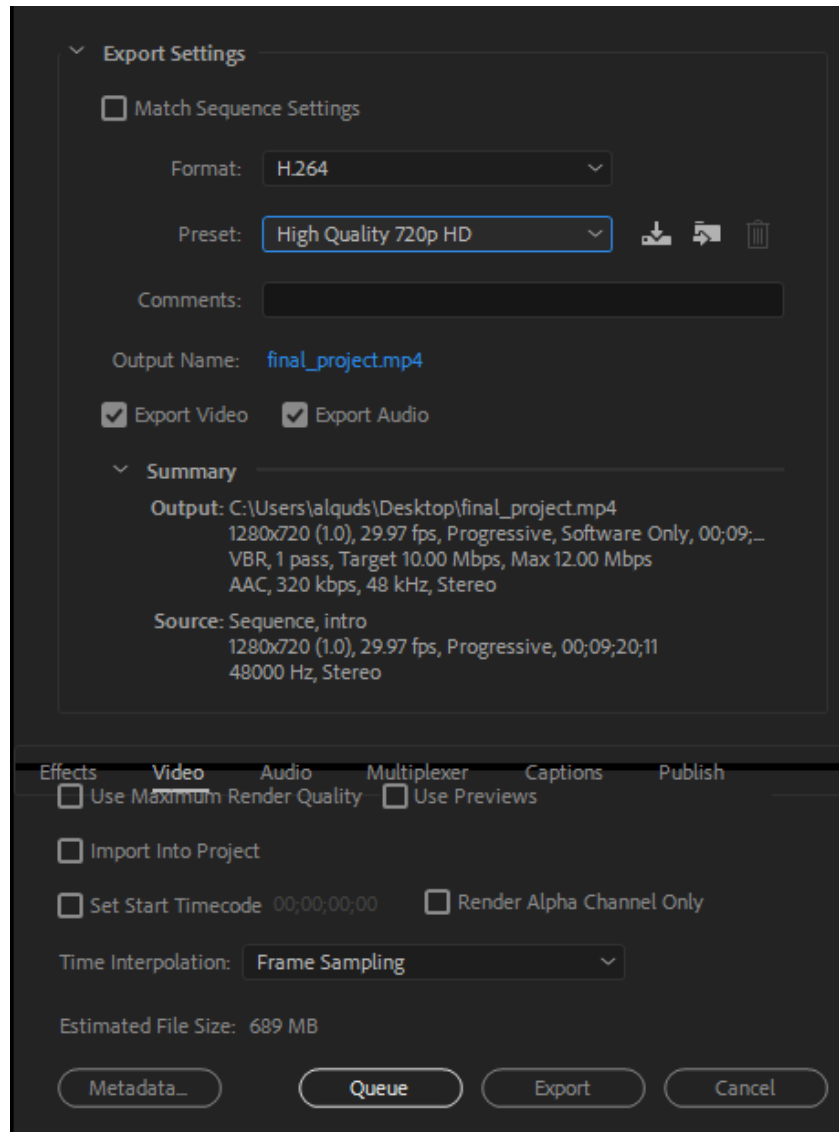 Export Settings
Match Sequence Settings
Format: H.264
Preset: High Quality 720p HD
Comments:
Output Name: final_project.mp4
Export Video Export Audio
Summary
Output: C:\Users\alquds\Desktop\final_project.mp4
1280x720 (1.0), 29.97 fps, Progressive, Software Only, 00;09;...
VBR, 1 pass, Target 10.00 Mbps, Max 12.00 Mbps
AAC, 320 kbps, 48 kHz, Stereo
Source: Sequence, intro
1280x720 (1.0), 29.97 fps, Progressive, 00;09;20;11
48000 Hz, Stereo
Effects Video Audio Multiplexer Captions Publish
Use Maximum Render Quality Use Previews
Import Into Project
Set Start Timecode 00;00;00;00 Render Alpha Channel Only
Time Interpolation: Frame Sampling
Estimated File Size: 689 MB
Metadata... Queue Export Cancel